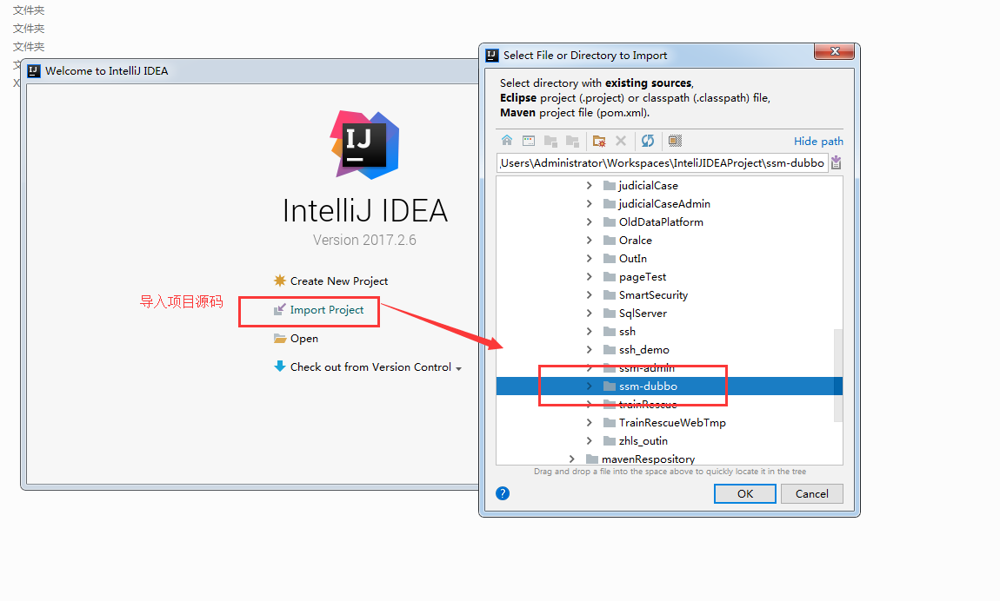 文件夹
文件夹
文件夹
Welcome to IntelliJ IDEA
IJ
IntelliJ IDEA
Version 2017.2.6
Create New Project
导入项目源码
Import Project
Open
Check out from Version Control
Select File or Directory to Import
Select directory with existing sources,
Eclipse project (.project) or classpath (.classpath) file,
Maven project file (pom.xml).
Hide path
\Users\Administrator\Workspaces\InteliJIDEAProject\ssm-dubbo
judicialCase
judicialCaseAdmin
OldDataPlatform
Oralce
OutIn
pageTest
SmartSecurity
SqlServer
ssh
ssh_demo
ssm-admin
ssm-dubbo
trainRescue
TrainRescueWebTmp
zhls_outin
mavenRespository
Drag and drop a file into the space above to quickly locate it in the tree
?
OK
Cancel